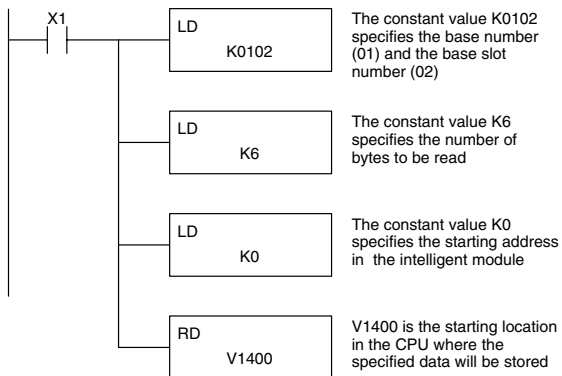 X1
LD
K0102
The constant value K0102
specifies the base number
(01) and the base slot
number (02)
LD
K6
The constant value K6
specifies the number of
bytes to be read
LD
K0
The constant value K0
specifies the starting address
in the intelligent module
RD
V1400
V1400 is the starting location
in the CPU where the
specified data will be stored